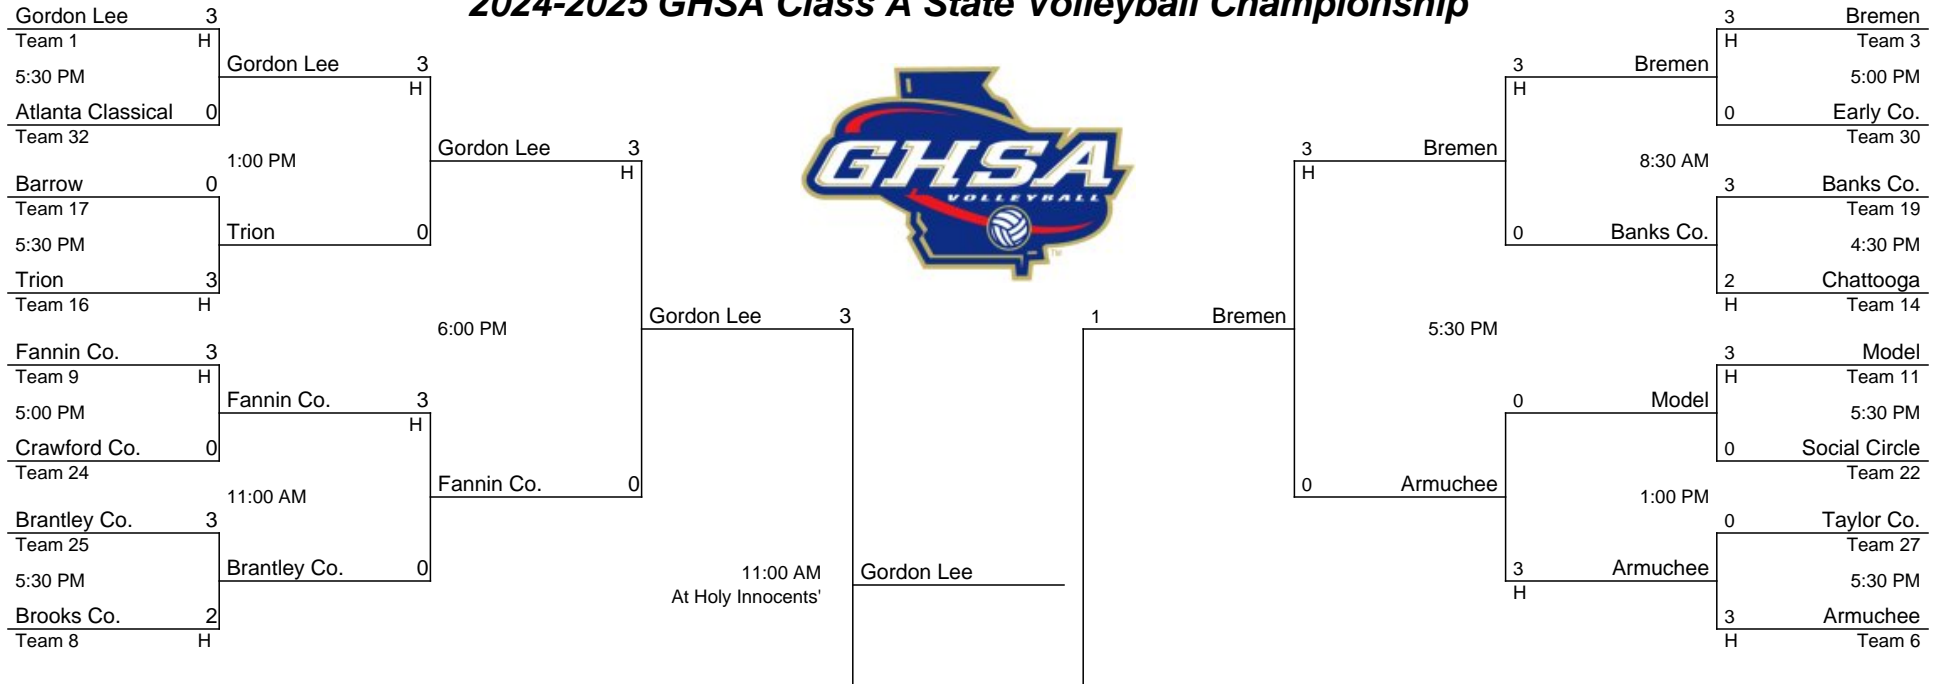 2024-2025 GHSA Class A State Volleyball Championship
Gordon Lee 3
Team 1 H
5:30 PM
Atlanta Classical 0
Team 32
Barrow 0
Team 17
5:30 PM
Trion 3
Team 16 H
Fannin Co. 3
Team 9 H
5:00 PM
Crawford Co. 0
Team 24
Brantley Co. 3
Team 25
5:30 PM
Brooks Co. 2
Team 8 H
Gordon Lee 3
H
1:00 PM
Trion 0
Fannin Co. 3
H
11:00 AM
Brantley Co. 0
Gordon Lee 3
H
6:00 PM
Fannin Co. 0
Gordon Lee 3
11:00 AM
At Holy Innocents'
Gordon Lee
GHSA
VOLLEYBALL
TM
1 Bremen
3 Bremen
H
5:30 PM
0 Armuchee
3 Bremen
H
8:30 AM
0 Banks Co.
0 Model
1:00 PM
3 Armuchee
H
3 Bremen
H Team 3
5:00 PM
0 Early Co.
Team 30
3 Banks Co.
Team 19
4:30 PM
2 Chattooga
H Team 14
3 Model
H Team 11
5:30 PM
0 Social Circle
Team 22
0 Taylor Co.
Team 27
5:30 PM
3 Armuchee
H Team 6